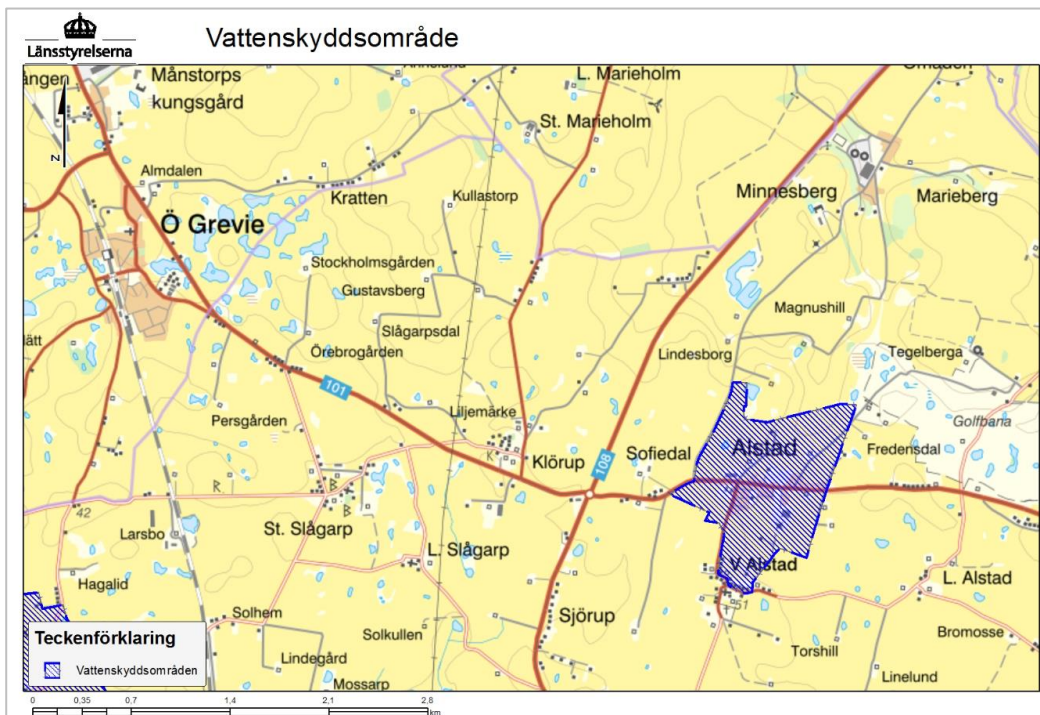 Länsstyrelserna
Vattenskyddsområde
Månstorps
kungsgård
L. Marieholm
St. Marieholm
N
Almdalen
Kratten
Kullastorp
Minnesberg
Marieberg
Ö Grevie
Stockholmsgården
Gustavsberg
Magnushill
Slågarpsdal
Örebrogården
Lindesborg
Tegelberga
101
Liljemärke
Persgården
Golfbana
Alstad
Fredensdal
K
Klörup
Sofiedal
108
42
St. Slågarp
Larsbo
L. Slågarp
V Alstad
L. Alstad
Hagalid
51
Solhem
Sjörup
Bromosse
Teckenförklaring
Solkullen
Torshill
Lindegård
Linelund
Vattenskyddsområden
Mossarp
0 0,35 0,7 1,4 2,1 2,8
km